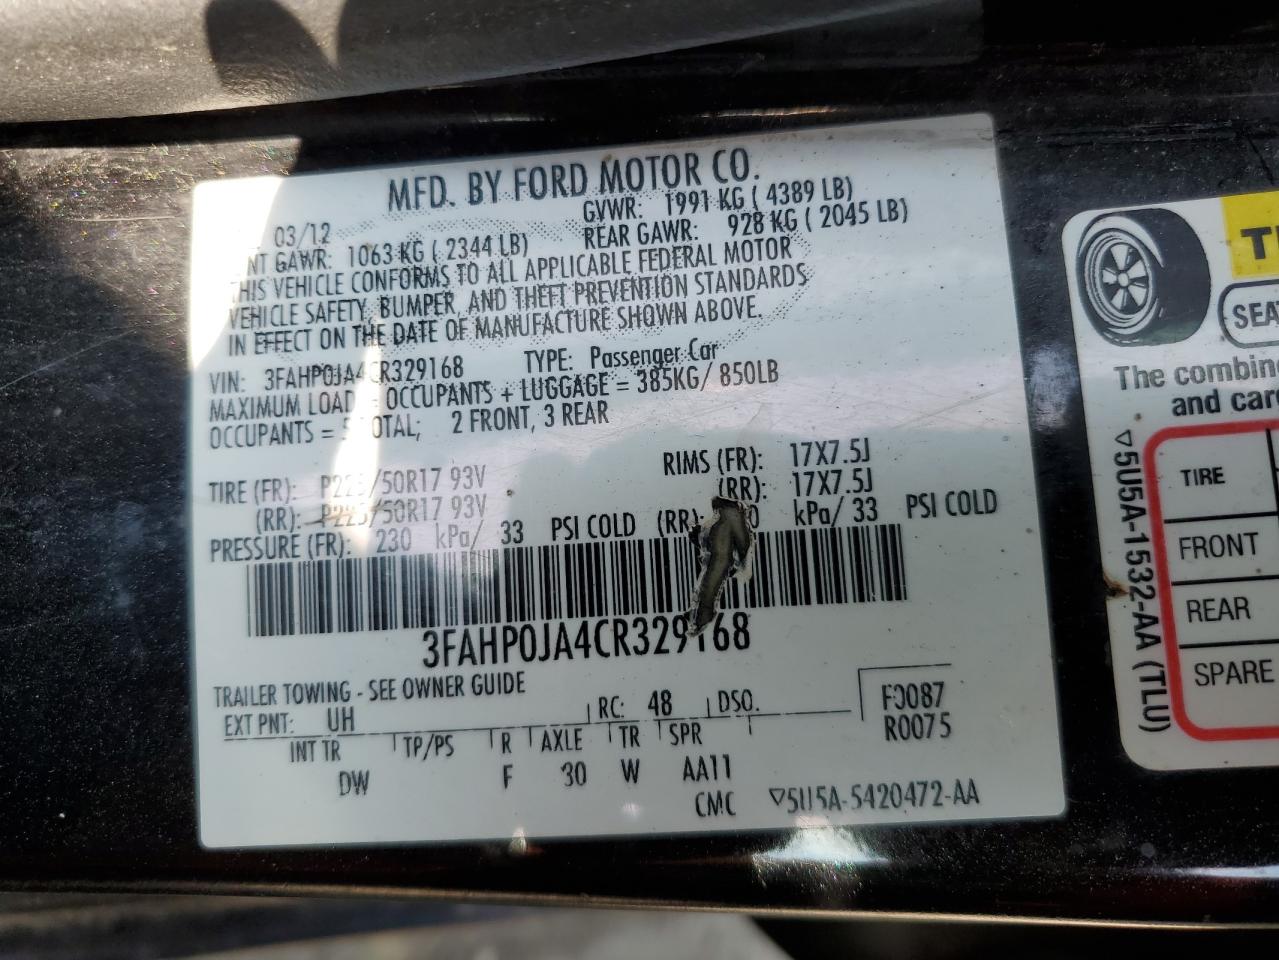 MFD. BY FORD MOTOR CO.
03/12 GVWR: 1991 KG ( 4389 LB)
NT GAWR: 1063 KG ( 2344 LB) REAR GAWR: 928 KG ( 2045 LB)
THIS VEHICLE CONFORMS TO ALL APPLICABLE FEDERAL MOTOR
VEHICLE SAFETY, BUMPER, AND THEFT PREVENTION STANDARDS
IN EFFECT ON THE DATE OF MANUFACTURE SHOWN ABOVE.
VIN: 3FAHP0JA4CR329168 TYPE: Passenger Car
MAXIMUM LOAD = OCCUPANTS + LUGGAGE = 385KG/ 850LB
OCCUPANTS = 5 TOTAL; 2 FRONT, 3 REAR
TIRE (FR): P225/50R17 93V RIMS (FR): 17X7.5J
(RR): P225/50R17 93V (RR): 17X7.5J
PRESSURE (FR): 230 kPa/ 33 PSI COLD (RR): kPa/ 33 PSI COLD
3FAHP0JA4CR329168
TRAILER TOWING - SEE OWNER GUIDE
EXT PNT: UH RC: 48 DSO. F0087
R0075
INT TR TP/PS R AXLE TR SPR
DW F 30 W AA11
CMC ▽5U5A-5420472-AA
SEA
The combin
and car
▽5U5A-1532-AA (TLU)
TIRE
FRONT
REAR
SPARE